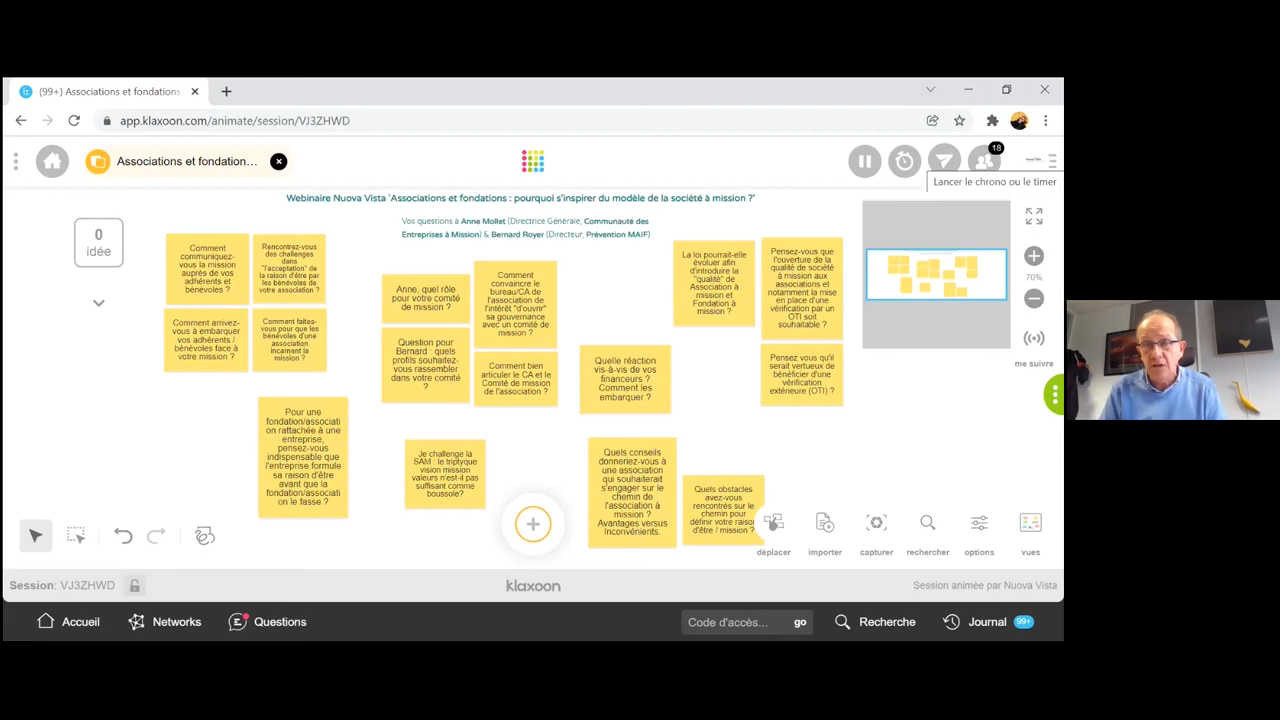 (99+) Associations et fondations
app.klaxoon.com/animate/session/VJ3ZHWD
Associations et fondation...
18
Lancer le chrono ou le timer
Webinaire Nuova Vista 'Associations et fondations : pourquoi s'inspirer du modèle de la société à mission ?'
Vos questions à Anne Mollet (Directrice Générale, Communauté des
Entreprises à Mission) & Bernard Royer (Directeur, Prévention MAIF)
0
idée
Comment
communiquez-
vous la mission
auprès de vos
adhérents et
bénévoles ?
Rencontrez-vous
des challenges
dans
"l'acceptation" de
la raison d'être par
les bénévoles de
votre association ?
Comment arrivez-
vous à embarquer
vos adhérents /
bénévoles face à
votre mission ?
Comment faites-
vous pour que les
bénévoles d'une
association
incarnent la
mission ?
Anne, quel rôle
pour votre comité
de mission ?
Comment
convaincre le
bureau/CA de
l'association de
l'intérêt "d'ouvrir"
sa gouvernance
avec un comité de
mission ?
Question pour
Bernard : quels
profils souhaitez-
vous rassembler
dans votre comité
?
Comment bien
articuler le CA et le
Comité de mission
de l'association ?
La loi pourrait-elle
évoluer afin
d'introduire la
"qualité" de
Association à
mission et
Fondation à
mission ?
Pensez-vous que
l'ouverture de la
qualité de société
à mission aux
associations et
notamment la mise
en place d'une
vérification par un
OTI soit
souhaitable ?
Quelle réaction
vis-à-vis de vos
financeurs ?
Comment les
embarquer ?
Pensez vous qu'il
serait vertueux de
bénéficier d'une
vérification
extérieure (OTI) ?
Pour une
fondation/associati
on rattachée à une
entreprise,
pensez-vous
indispensable que
l'entreprise formule
sa raison d'être
avant que la
fondation/associati
on le fasse ?
Je challenge la
SAM : le triptyque
vision mission
valeurs n'est-il pas
suffisant comme
boussole?
Quels conseils
donneriez-vous à
une association
qui souhaiterait
s'engager sur le
chemin de
l'association à
mission ?
Avantages versus
Inconvénients.
Quels obstacles
avez-vous
rencontrés sur le
chemin pour
définir votre raison
d'être / mission ?
70%
me suivre
déplacer
importer
capturer
rechercher
options
vues
Session: VJ3ZHWD
klaxoon
Session animée par Nuova Vista
Accueil
Networks
Questions
Code d'accès...
go
Recherche
Journal
99+